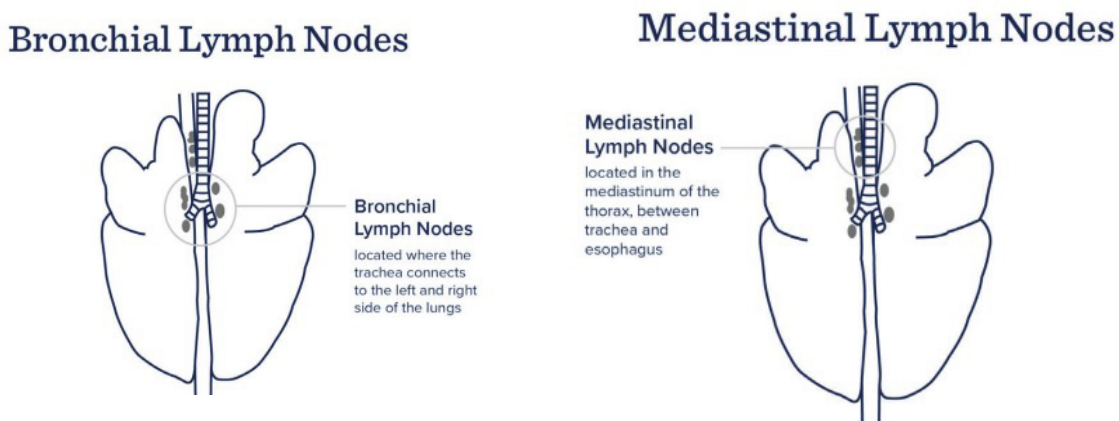 Bronchial Lymph Nodes
Bronchial
Lymph Nodes
located where the
trachea connects
to the left and right
side of the lungs
Mediastinal Lymph Nodes
Mediastinal
Lymph Nodes
located in the
mediastinum of the
thorax, between
trachea and
esophagus